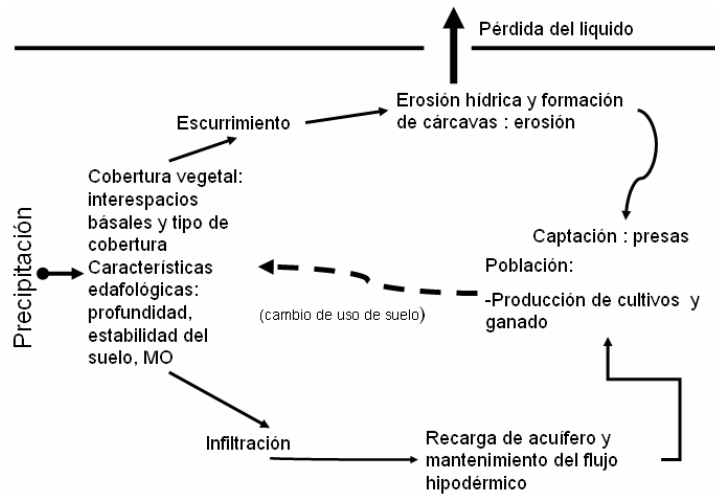 Pérdida del liquido
Erosión hídrica y formación
de cárcavas : erosión
Escurrimiento
Cobertura vegetal:
interespacios
básales y tipo de
cobertura
Características
edafológicas:
profundidad,
estabilidad del
suelo, MO
Precipitación
Captación : presas
Población:
-Producción de cultivos y
ganado
(cambio de uso de suelo)
Infiltración
Recarga de acuífero y
mantenimiento del flujo
hipodérmico